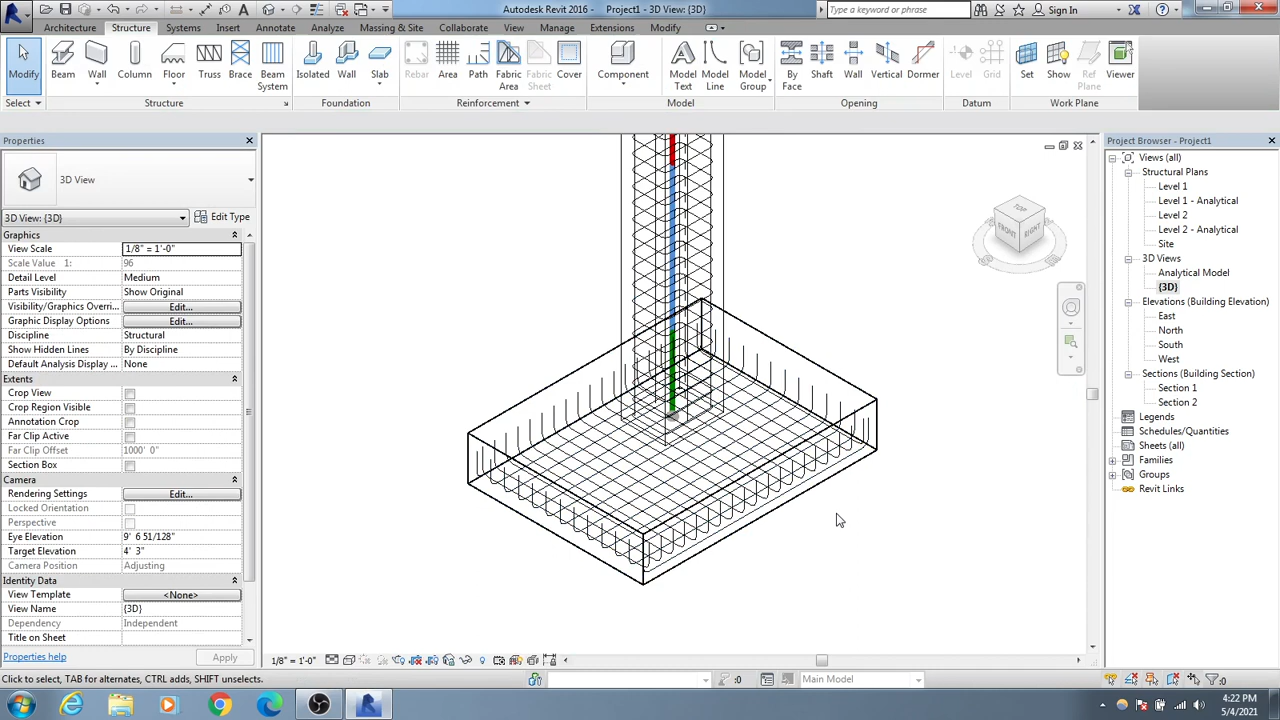 Autodesk Revit 2016 - Project1 - 3D View: {3D}
Type a keyword or phrase
Sign In
Architecture Structure Systems Insert Annotate Analyze Massing & Site Collaborate View Manage Extensions Modify
Modify Beam Wall Column Floor Truss Brace Beam System Isolated Wall Slab Rebar Area Path Fabric Area Fabric Sheet Cover Component Model Text Model Line Model Group By Face Shaft Wall Vertical Dormer Level Grid Set Show Ref Plane Viewer
Select Structure Foundation Reinforcement Model Opening Datum Work Plane
Properties
3D View
3D View: {3D} Edit Type
Graphics
View Scale 1/8" = 1'-0"
Scale Value 1: 96
Detail Level Medium
Parts Visibility Show Original
Visibility/Graphics Overri... Edit...
Graphic Display Options Edit...
Discipline Structural
Show Hidden Lines By Discipline
Default Analysis Display ... None
Extents
Crop View
Crop Region Visible
Annotation Crop
Far Clip Active
Far Clip Offset 1000' 0"
Section Box
Camera
Rendering Settings Edit...
Locked Orientation
Perspective
Eye Elevation 9' 6 51/128"
Target Elevation 4' 3"
Camera Position Adjusting
Identity Data
View Template <None>
View Name {3D}
Dependency Independent
Title on Sheet
Properties help Apply
TOP
FRONT RIGHT
Project Browser - Project1
Views (all)
Structural Plans
Level 1
Level 1 - Analytical
Level 2
Level 2 - Analytical
Site
3D Views
Analytical Model
{3D}
Elevations (Building Elevation)
East
North
South
West
Sections (Building Section)
Section 1
Section 2
Legends
Schedules/Quantities
Sheets (all)
Families
Groups
Revit Links
1/8" = 1'-0"
Click to select, TAB for alternates, CTRL adds, SHIFT unselects.
:0
Main Model
:0
4:22 PM
5/4/2021